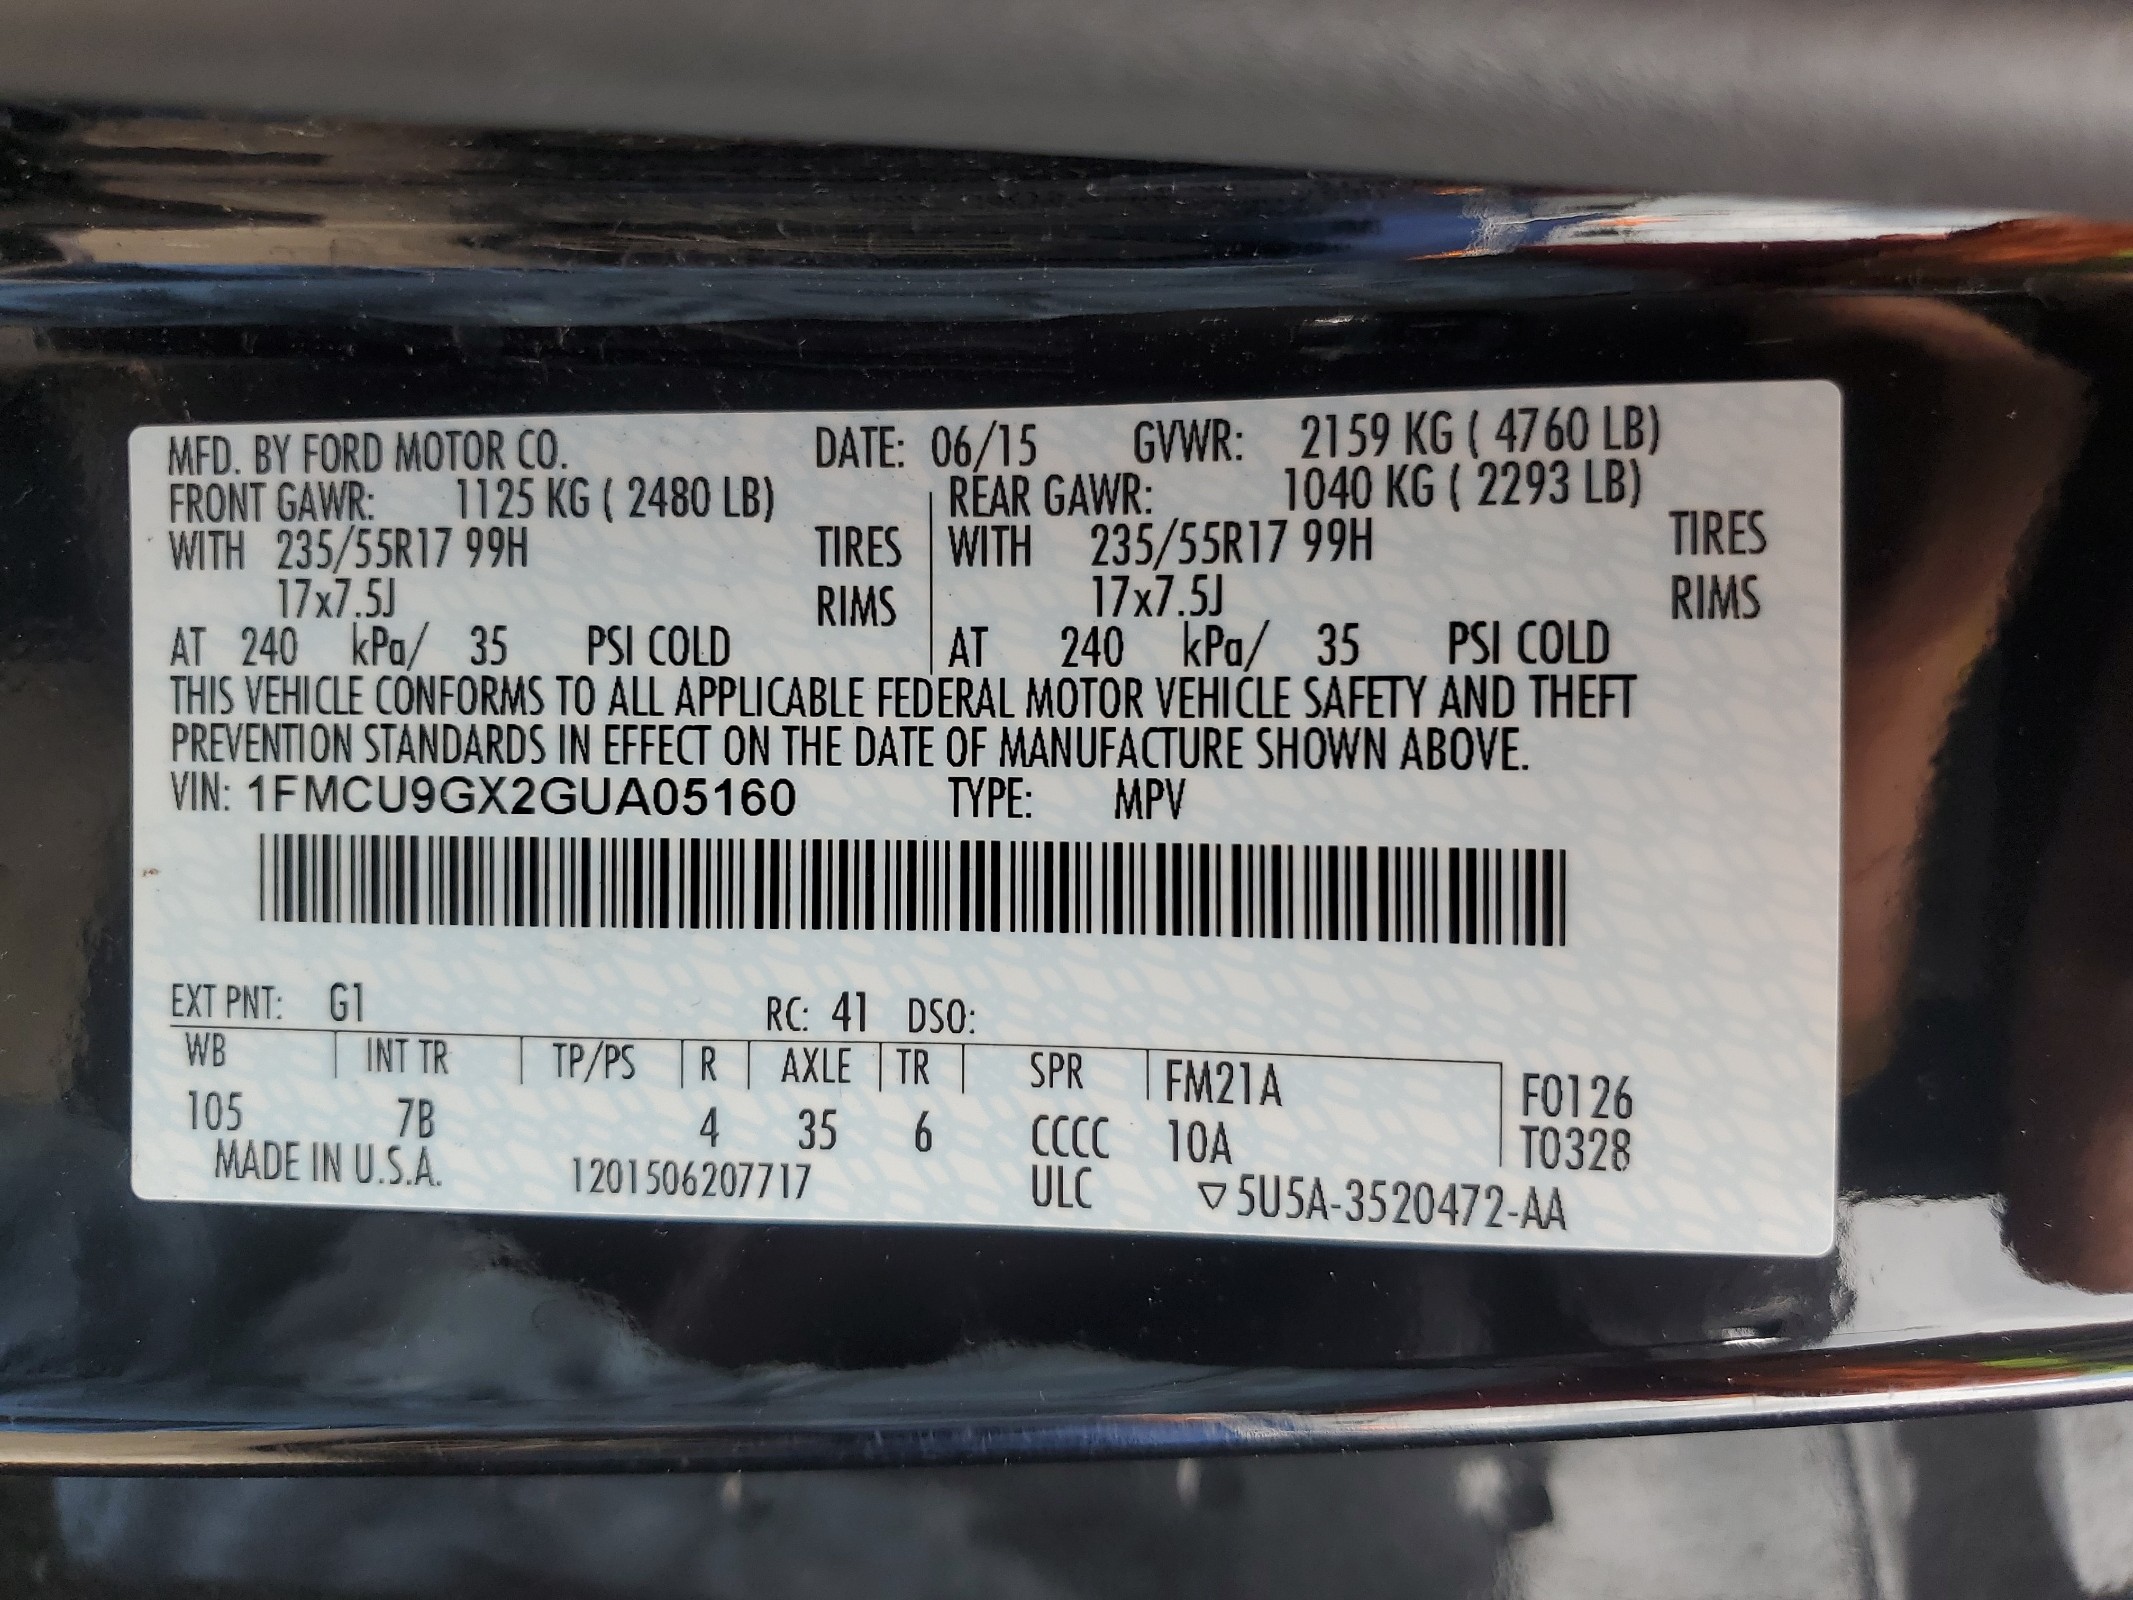 MFD. BY FORD MOTOR CO. DATE: 06/15 GVWR: 2159 KG ( 4760 LB)
FRONT GAWR: 1125 KG ( 2480 LB) REAR GAWR: 1040 KG ( 2293 LB)
WITH 235/55R17 99H TIRES WITH 235/55R17 99H TIRES
17x7.5J RIMS 17x7.5J RIMS
AT 240 kPa/ 35 PSI COLD AT 240 kPa/ 35 PSI COLD
THIS VEHICLE CONFORMS TO ALL APPLICABLE FEDERAL MOTOR VEHICLE SAFETY AND THEFT
PREVENTION STANDARDS IN EFFECT ON THE DATE OF MANUFACTURE SHOWN ABOVE.
VIN: 1FMCU9GX2GUA05160 TYPE: MPV
EXT PNT: G1 RC: 41 DSO:
WB INT TR TP/PS R AXLE TR SPR FM21A F0126
105 7B 4 35 6 CCCC 10A T0328
MADE IN U.S.A. 1201506207717 ULC ▽5U5A-3520472-AA